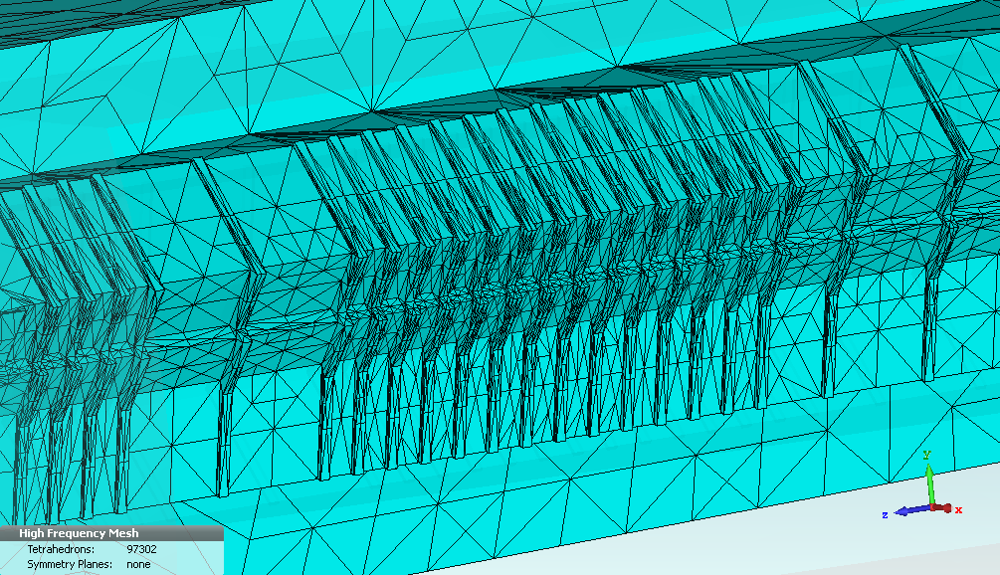 y
z
x
High Frequency Mesh
Tetrahedrons: 97302
Symmetry Planes: none